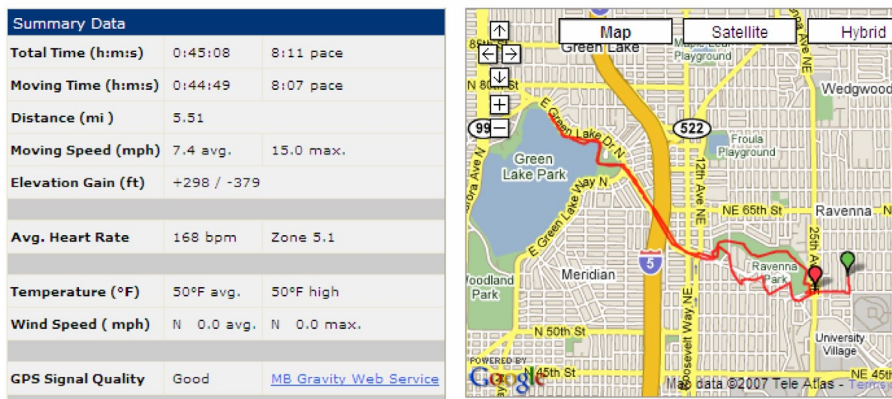 Summary Data
Total Time (h:m:s) 0:45:08 8:11 pace
Moving Time (h:m:s) 0:44:49 8:07 pace
Distance (mi ) 5.51
Moving Speed (mph) 7.4 avg. 15.0 max.
Elevation Gain (ft) +298 / -379
Avg. Heart Rate 168 bpm Zone 5.1
Temperature (°F) 50°F avg. 50°F high
Wind Speed ( mph) N 0.0 avg. N 0.0 max.
GPS Signal Quality Good MB Gravity Web Service
Map Satellite Hybrid
5
Green Lake
Playground
N 80th St
Wedgwood
E Green Lake Dr N
99
522
Froula
Playground
Green
Lake Park
12th Ave NE
E Green Lake Way N
NE 65th St
Ravenna
25th Av
5
Ravenna
Park
Meridian
Woodland
Park
Roosevelt Way NE
N 50th St
University
Village
POWERED BY
Google
N 45th St
NE 45th
Map data ©2007 Tele Atlas - Terms